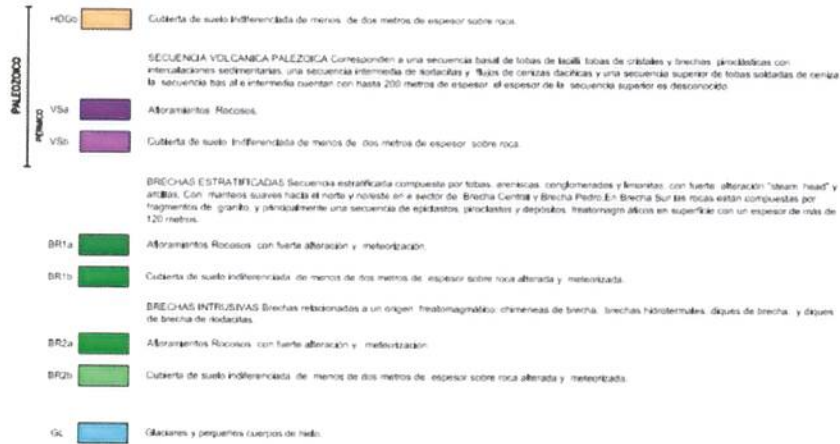 HDGb Cubierta de suelo indiferenciada de menos de dos metros de espesor sobre roca.
PALEOZOICO
PÉRMICO
SECUENCIA VOLCANICA PALEZOICA Corresponden a una secuencia basal de tobas de lapilli, tobas de cristales y brechas piroclásticas con
intercalaciones sedimentarias, una secuencia intermedia de riodacitas y flujos de cenizas dacíticas y una secuencia superior de tobas soldadas de ceniza
la secuencia basal e intermedia cuentan con hasta 200 metros de espesor, el espesor de la secuencia superior es desconocido.
VSa Afloramientos Rocosos.
VSb Cubierta de suelo Indiferenciada de menos de dos metros de espesor sobre roca.
BRECHAS ESTRATIFICADAS Secuencia estratificada compuesta por tobas, areniscas, conglomerados y limonitas, con fuerte alteración "steam head" y
arcillas. Con manteos suaves hacia el norte y noreste en e sector de Brecha Central y Brecha Pedro.En Brecha Sur las rocas están compuestas por
fragmentos de granito, y principalmente una secuencia de epiclastos, piroclastos y depósitos freatomagmáticos en superficie con un espesor de más de
120 metros.
BR1a Afloramientos Rocosos con fuerte alteración y meteorización.
BR1b Cubierta de suelo indiferenciada de menos de dos metros de espesor sobre roca alterada y meteorizada.
BRECHAS INTRUSIVAS Brechas relacionadas a un origen freatomagmático: chimeneas de brecha, brechas hidrotermales, diques de brecha y diques
de brecha de riodacitas.
BR2a Afloramientos Rocosos con fuerte alteración y meteorización
BR2b Cubierta de suelo indiferenciada de menos de dos metros de espesor sobre roca alterada y meteorizada.
GL Glaciares y pequeños cuerpos de hielo.